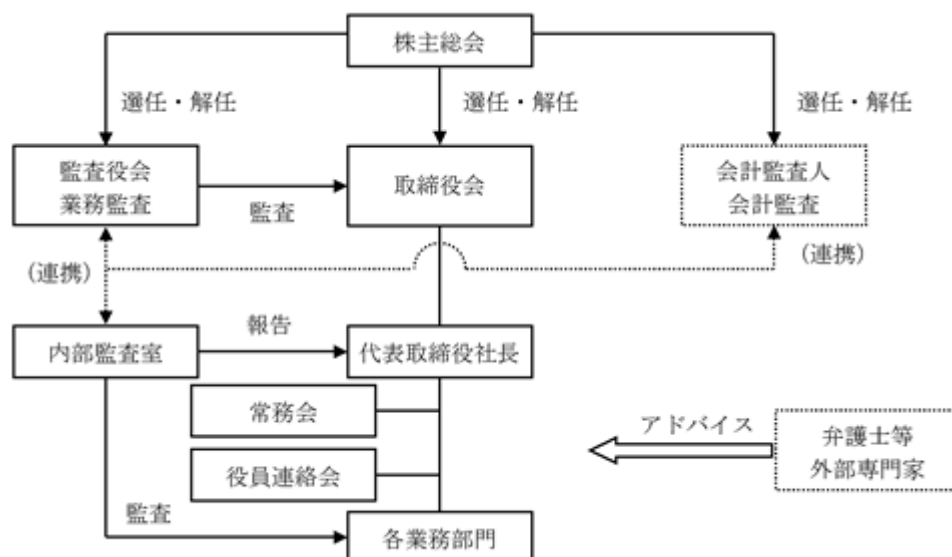 株主総会
選任・解任
選任・解任
選任・解任
監査役会
業務監査
監査
取締役会
会計監査人
会計監査
(連携)
(連携)
内部監査室
報告
代表取締役社長
常務会
役員連絡会
アドバイス
弁護士等
外部専門家
監査
各業務部門